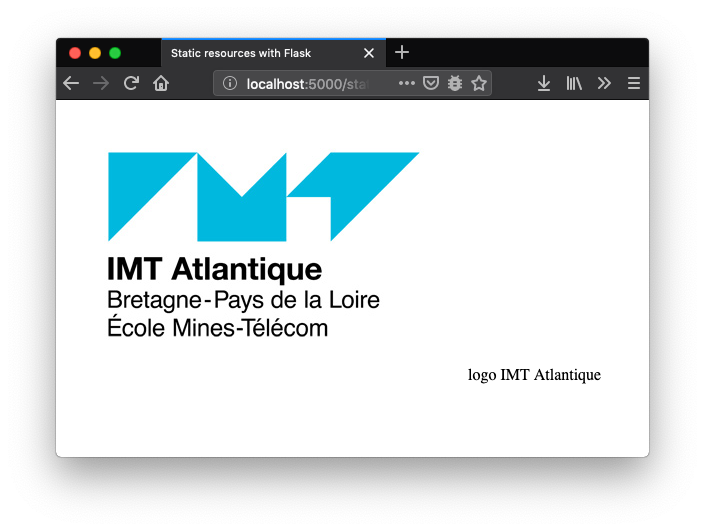 Static resources with Flask
localhost:5000/sta
IMT Atlantique
Bretagne-Pays de la Loire
École Mines-Télécom
logo IMT Atlantique